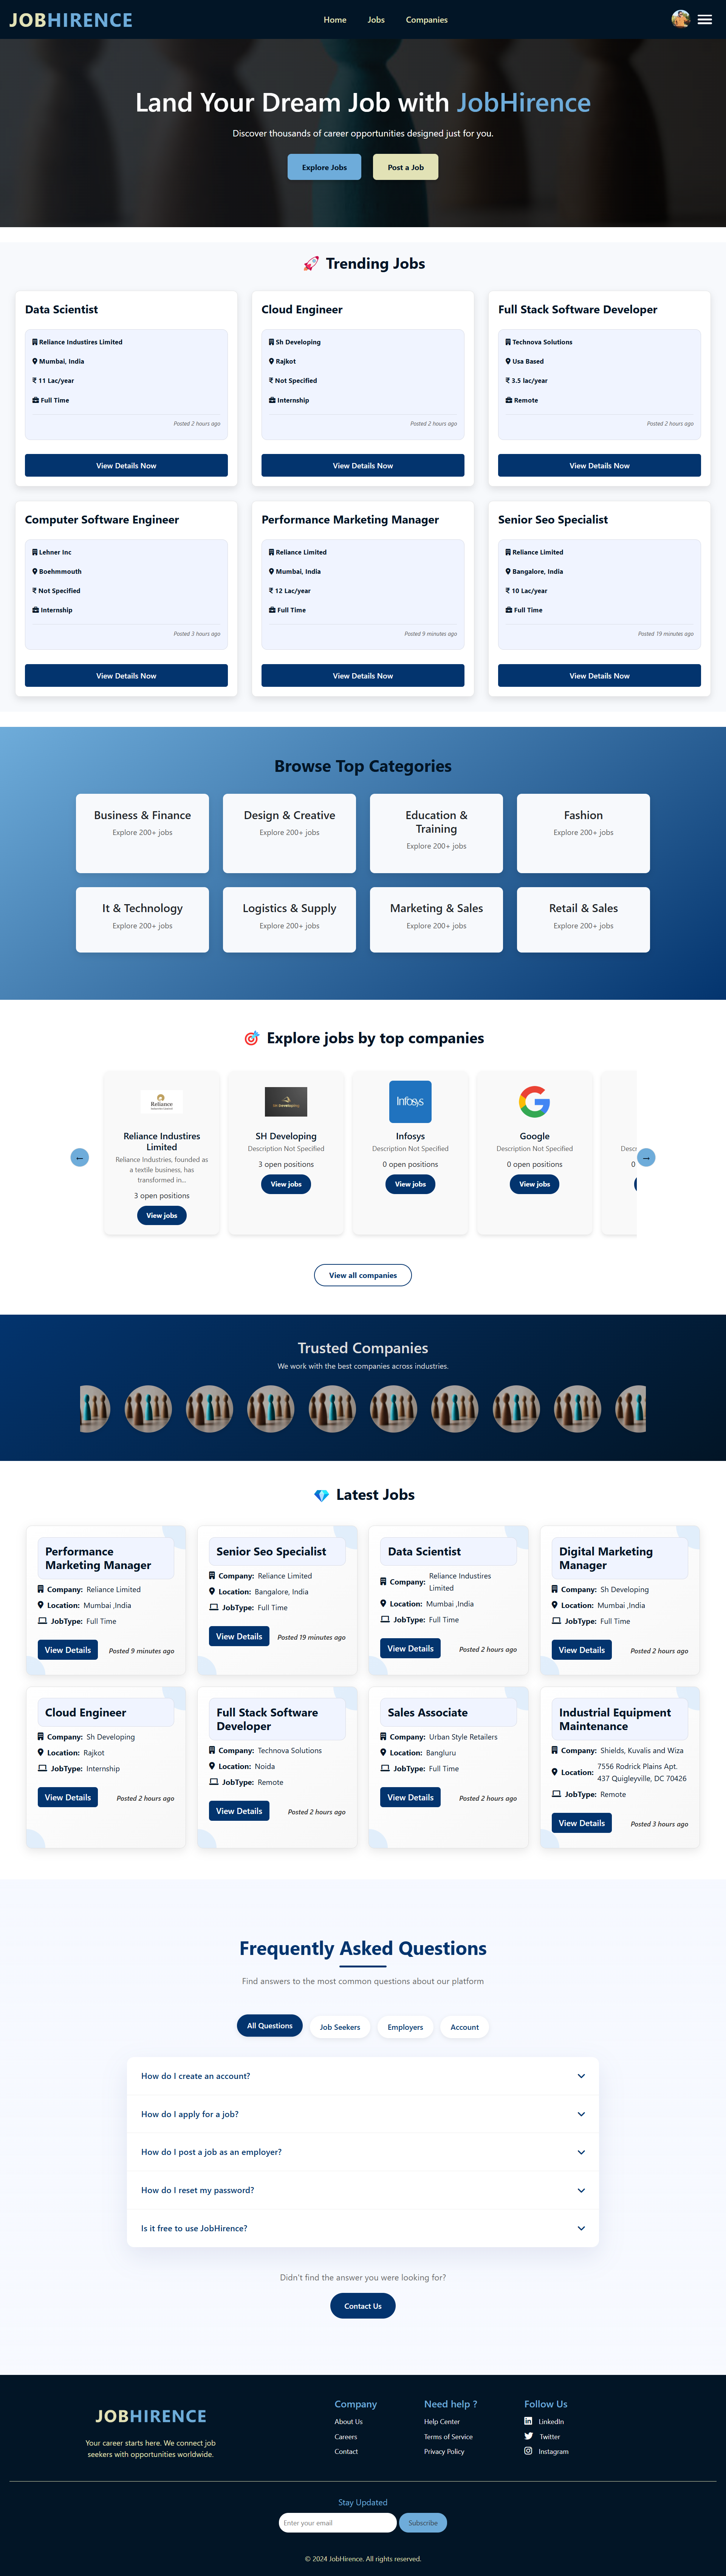 JOBHIRENCE
Home Jobs Companies
Land Your Dream Job with JobHirence
Discover thousands of career opportunities designed just for you.
Explore Jobs Post a Job
🚀 Trending Jobs
Data Scientist
Reliance Industires Limited
Mumbai, India
₹ 11 Lac/year
Full Time
Posted 2 hours ago
View Details Now
Cloud Engineer
Sh Developing
Rajkot
₹ Not Specified
Internship
Posted 2 hours ago
View Details Now
Full Stack Software Developer
Technova Solutions
Usa Based
₹ 3.5 lac/year
Remote
Posted 2 hours ago
View Details Now
Computer Software Engineer
Lehner Inc
Boehmmouth
₹ Not Specified
Internship
Posted 3 hours ago
View Details Now
Performance Marketing Manager
Reliance Limited
Mumbai, India
₹ 12 Lac/year
Full Time
Posted 9 minutes ago
View Details Now
Senior Seo Specialist
Reliance Limited
Bangalore, India
₹ 10 Lac/year
Full Time
Posted 19 minutes ago
View Details Now
Browse Top Categories
Business & Finance
Explore 200+ jobs
Design & Creative
Explore 200+ jobs
Education &
Training
Explore 200+ jobs
Fashion
Explore 200+ jobs
It & Technology
Explore 200+ jobs
Logistics & Supply
Explore 200+ jobs
Marketing & Sales
Explore 200+ jobs
Retail & Sales
Explore 200+ jobs
🎯 Explore jobs by top companies
←
Reliance
Reliance Industires
Limited
Reliance Industries, founded as
a textile business, has
transformed in...
3 open positions
View jobs
SH Developing
SH Developing
Description Not Specified
3 open positions
View jobs
Infosys
Infosys
Description Not Specified
0 open positions
View jobs
Google
Description Not Specified
0 open positions
View jobs
Desc
0
→
View all companies
Trusted Companies
We work with the best companies across industries.
💎 Latest Jobs
Performance
Marketing Manager
Company: Reliance Limited
Location: Mumbai ,India
JobType: Full Time
View Details Posted 9 minutes ago
Senior Seo Specialist
Company: Reliance Limited
Location: Bangalore, India
JobType: Full Time
View Details Posted 19 minutes ago
Data Scientist
Company: Reliance Industires
Limited
Location: Mumbai ,India
JobType: Full Time
View Details Posted 2 hours ago
Digital Marketing
Manager
Company: Sh Developing
Location: Mumbai ,India
JobType: Full Time
View Details Posted 2 hours ago
Cloud Engineer
Company: Sh Developing
Location: Rajkot
JobType: Internship
View Details Posted 2 hours ago
Full Stack Software
Developer
Company: Technova Solutions
Location: Noida
JobType: Remote
View Details Posted 2 hours ago
Sales Associate
Company: Urban Style Retailers
Location: Bangluru
JobType: Full Time
View Details Posted 2 hours ago
Industrial Equipment
Maintenance
Company: Shields, Kuvalis and Wiza
Location: 7556 Rodrick Plains Apt.
437 Quigleyville, DC 70426
JobType: Remote
View Details Posted 3 hours ago
Frequently Asked Questions
Find answers to the most common questions about our platform
All Questions Job Seekers Employers Account
How do I create an account?
How do I apply for a job?
How do I post a job as an employer?
How do I reset my password?
Is it free to use JobHirence?
Didn't find the answer you were looking for?
Contact Us
JOBHIRENCE
Your career starts here. We connect job
seekers with opportunities worldwide.
Company
About Us
Careers
Contact
Need help ?
Help Center
Terms of Service
Privacy Policy
Follow Us
LinkedIn
Twitter
Instagram
Stay Updated
Enter your email Subscribe
© 2024 JobHirence. All rights reserved.